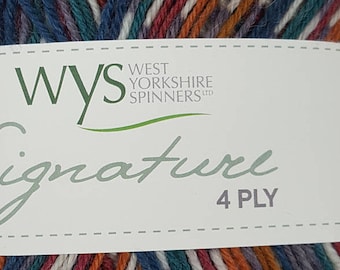 wys WEST
YORKSHIRE
SPINNERS LTD
Signature
4 PLY